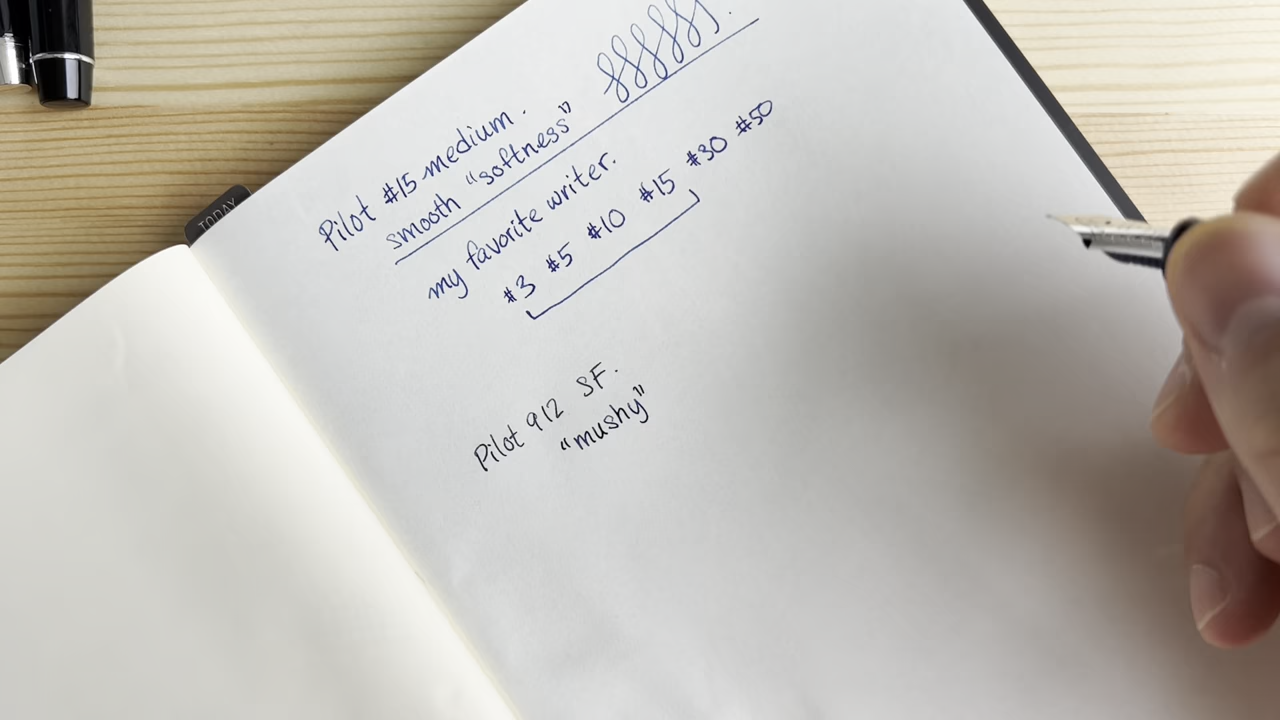 Pilot #15 medium.
smooth "softness"
my favorite writer.
#3 #5 #10 #15 #30 #50
Pilot 912 SF.
"mushy"
TODAY